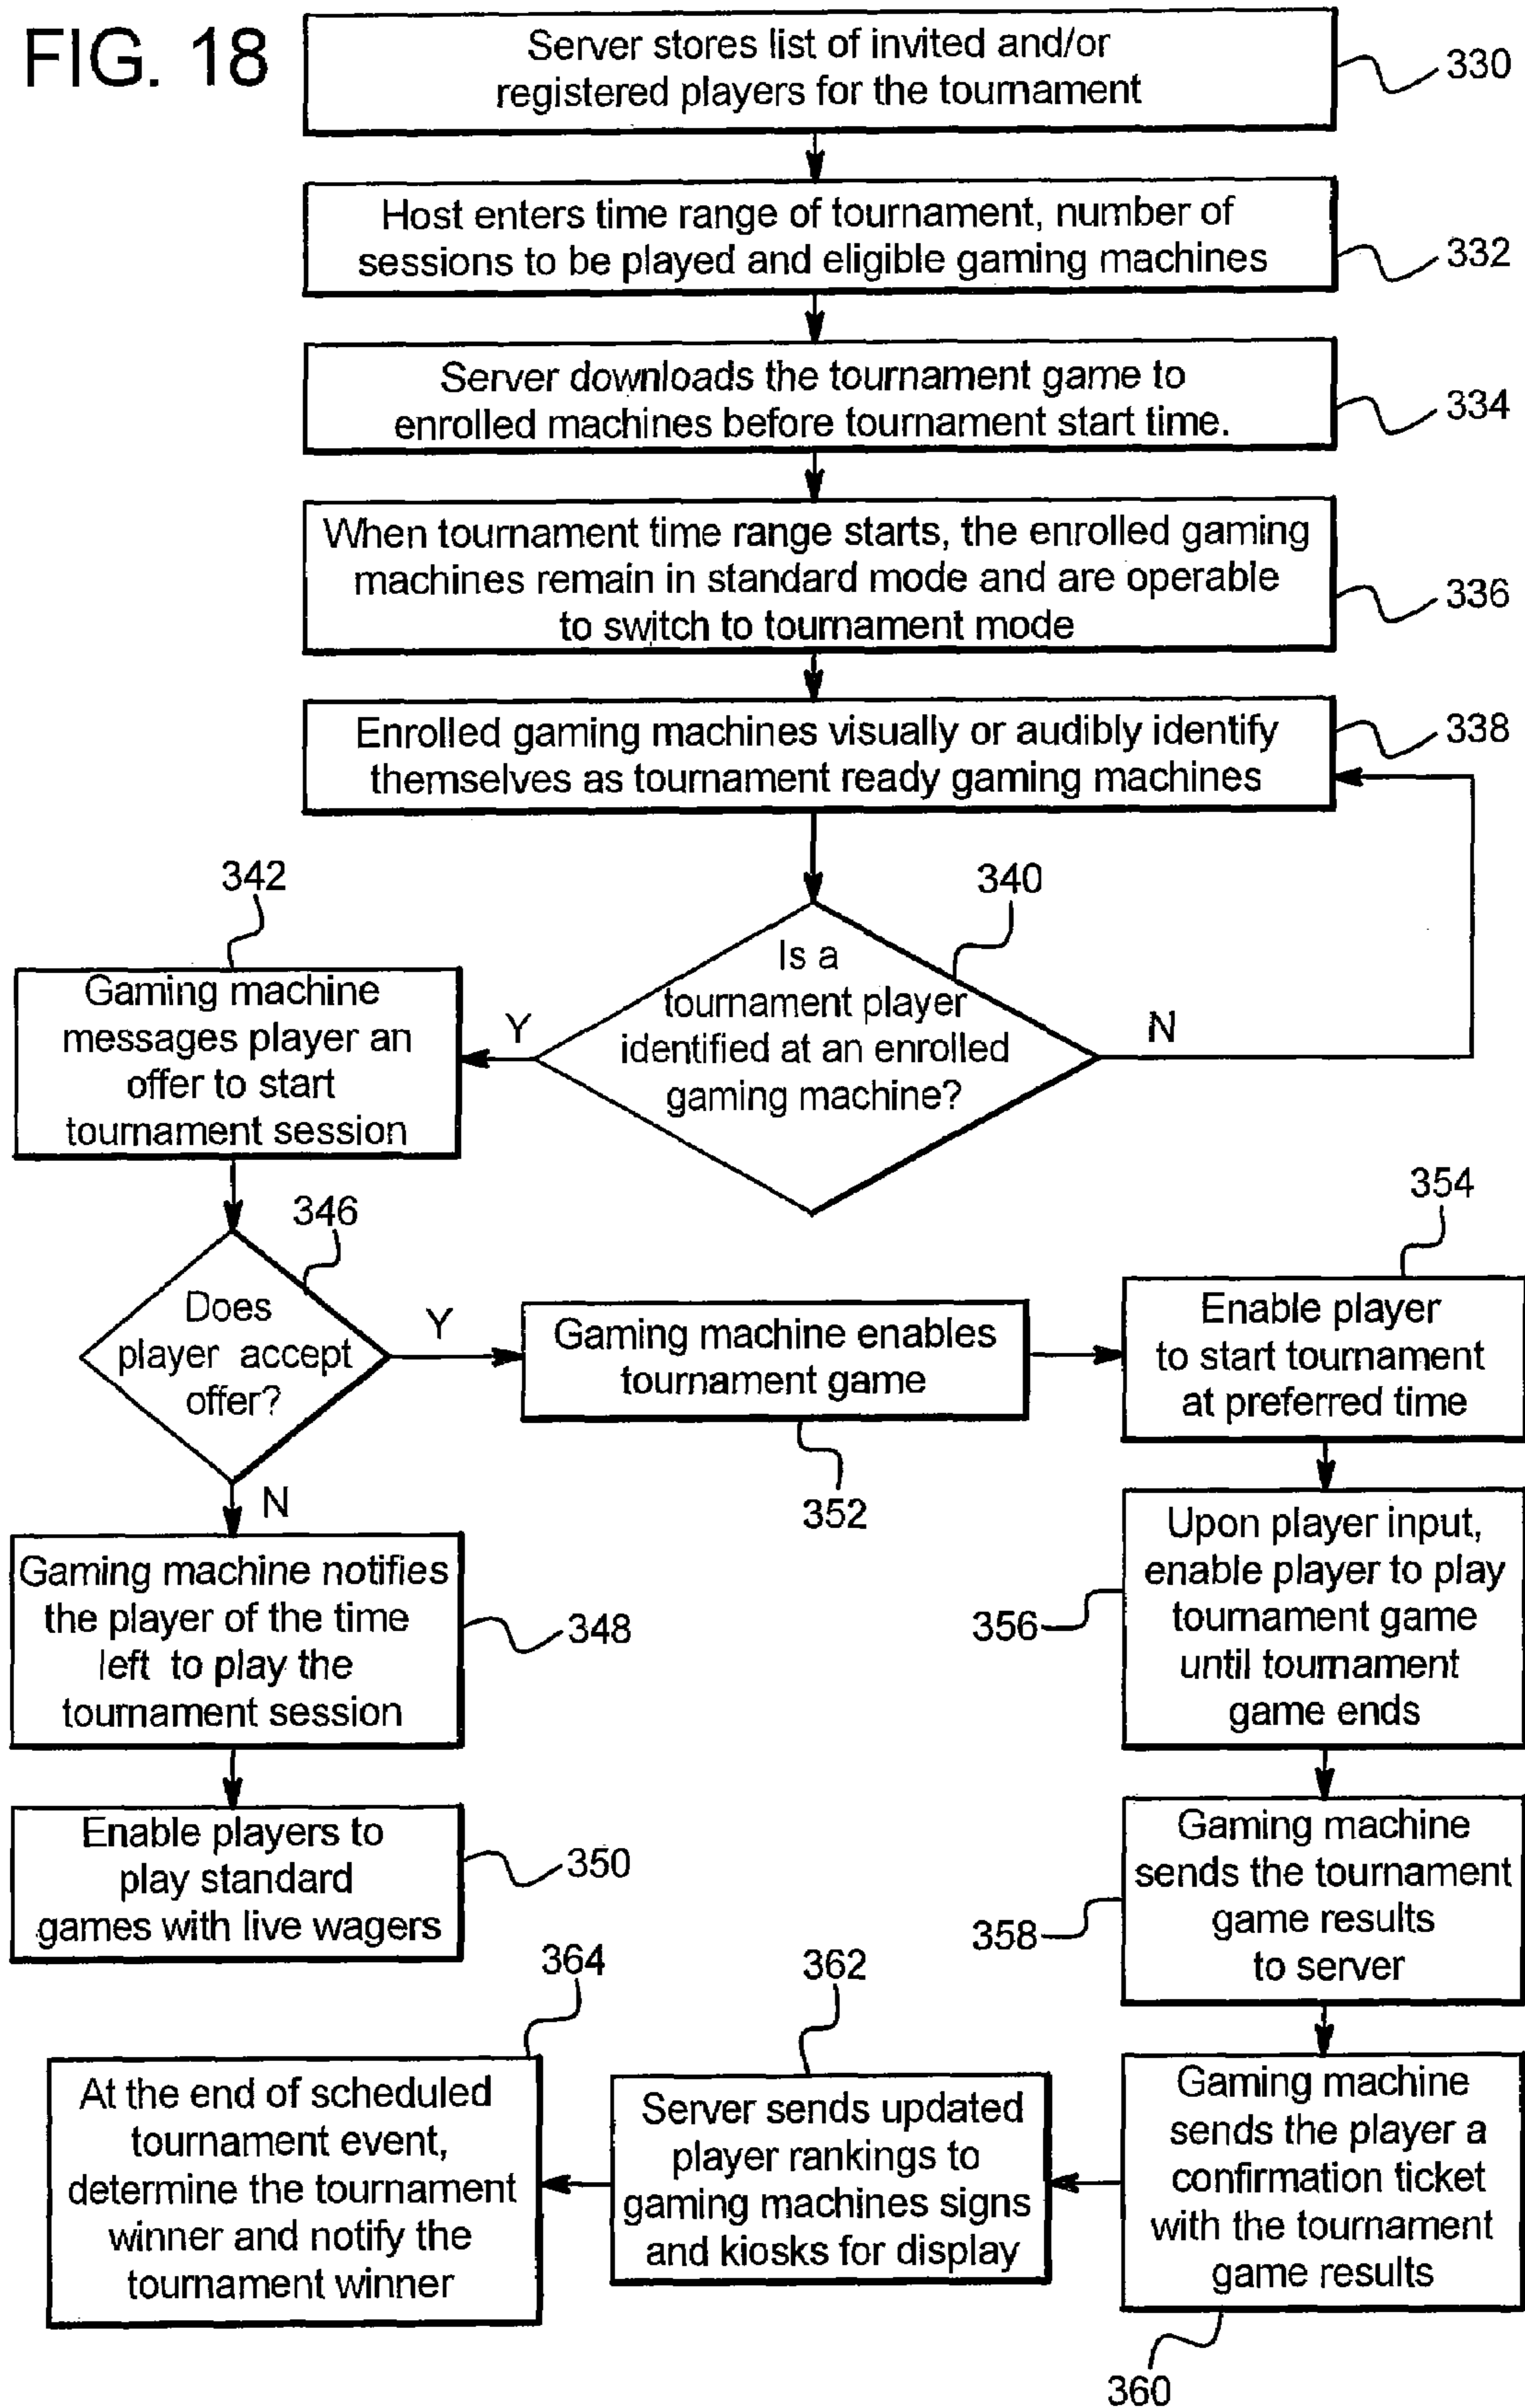 FIG. 18
Server stores list of invited and/or
registered players for the tournament
330
Host enters time range of tournament, number of
sessions to be played and eligible gaming machines
332
Server downloads the tournament game to
enrolled machines before tournament start time.
334
When tournament time range starts, the enrolled gaming
machines remain in standard mode and are operable
to switch to tournament mode
336
Enrolled gaming machines visually or audibly identify
themselves as tournament ready gaming machines
338
340
Is a
tournament player
identified at an enrolled
gaming machine?
N
Y
342
Gaming machine
messages player an
offer to start
tournament session
346
Does
player accept
offer?
Y
N
Gaming machine notifies
the player of the time
left to play the
tournament session
348
Enable players to
play standard
games with live wagers
350
Gaming machine enables
tournament game
352
354
Enable player
to start tournament
at preferred time
Upon player input,
enable player to play
tournament game
until tournament
game ends
356
Gaming machine
sends the tournament
game results
to server
358
Gaming machine
sends the player a
confirmation ticket
with the tournament
game results
360
362
Server sends updated
player rankings to
gaming machines signs
and kiosks for display
364
At the end of scheduled
tournament event,
determine the tournament
winner and notify the
tournament winner